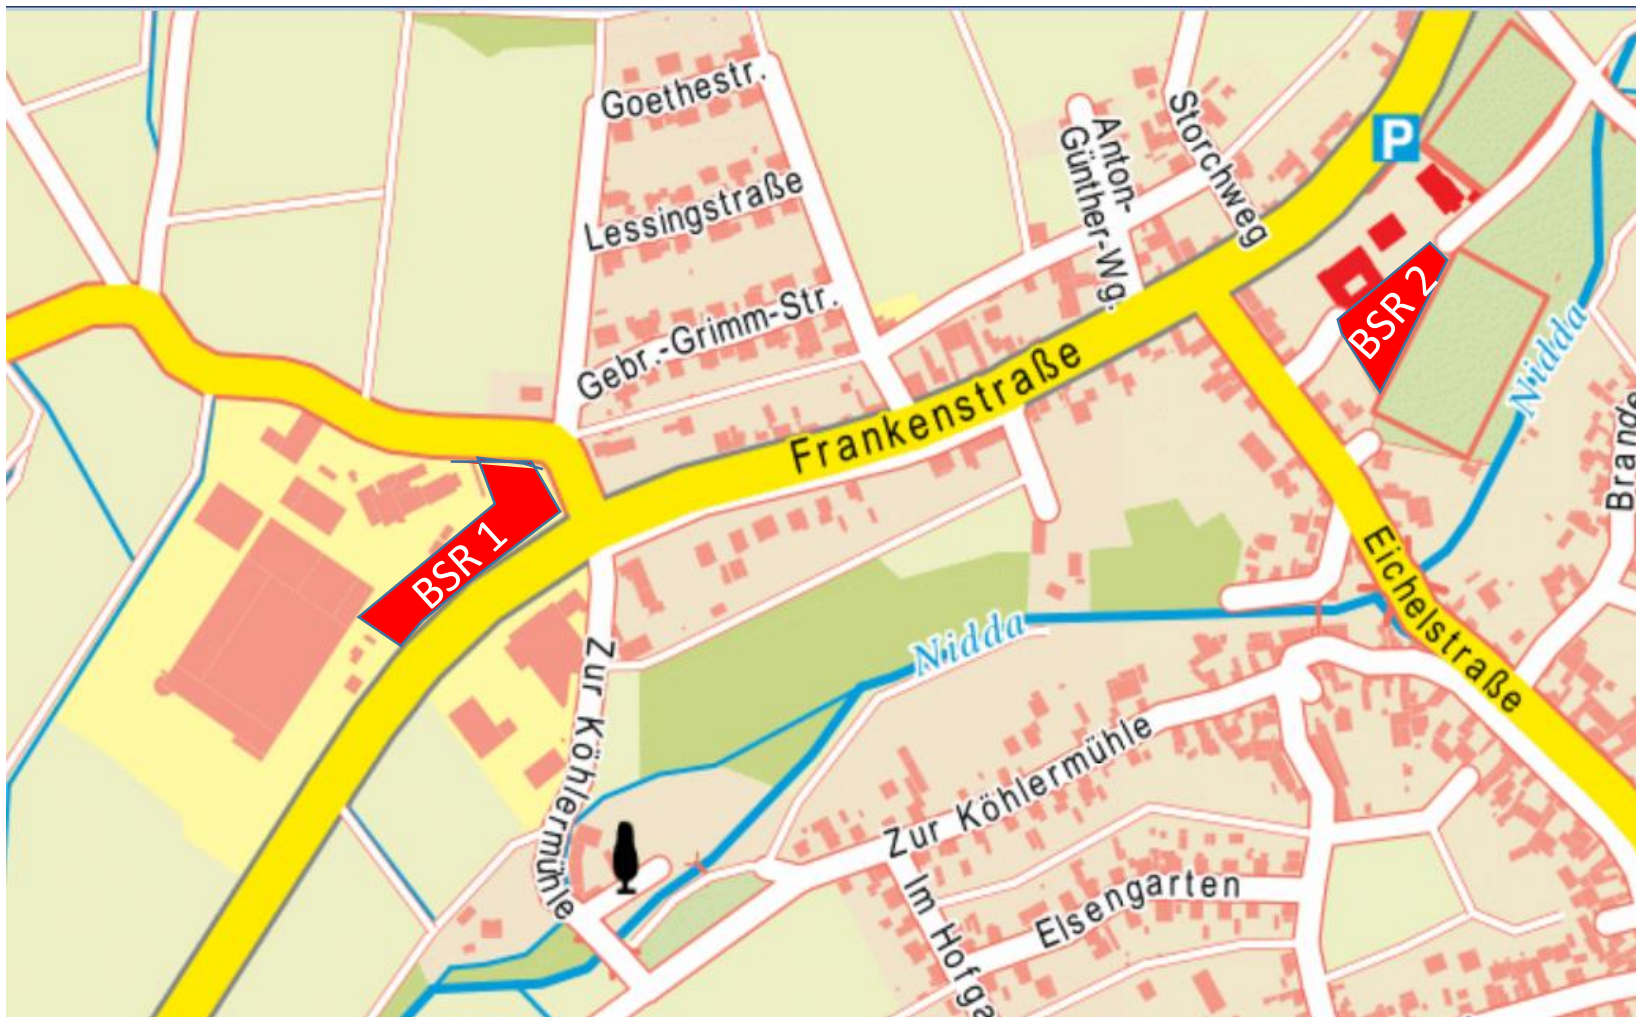 Goethestr.
Lessingstraße
Gebr.-Grimm-Str.
Anton-
Günther-Wg.
Storchweg
P
BSR 2
Frankenstraße
Nidda
Brande
BSR 1
Eichelstraße
Nidda
Zur Köhlermühle
Zur Köhlermühle
Elsengarten
Im Hofga